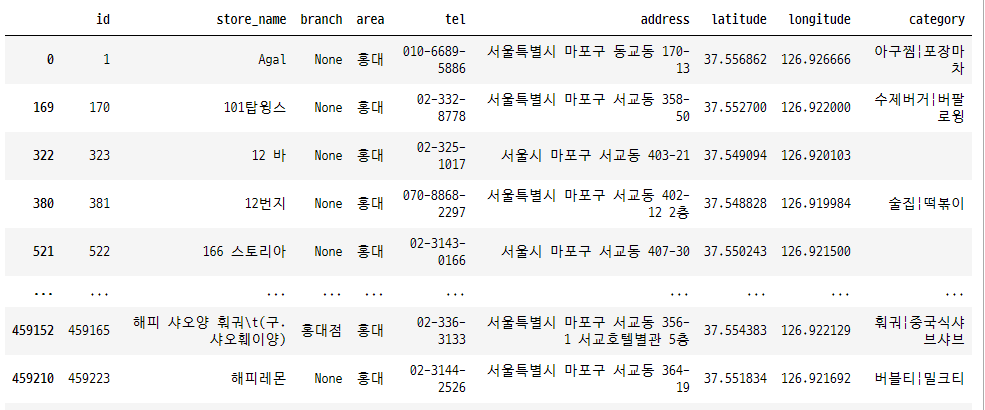 id store_name branch area tel address latitude longitude category
0 1 Agal None 홍대 010-6689-5886 서울특별시 마포구 동교동 170-13 37.556862 126.926666 아구찜|포장마차
169 170 101탑윙스 None 홍대 02-332-8778 서울특별시 마포구 서교동 358-50 37.552700 126.922000 수제버거|버팔로윙
322 323 12 바 None 홍대 02-325-1017 서울시 마포구 서교동 403-21 37.549094 126.920103
380 381 12번지 None 홍대 070-8868-2297 서울특별시 마포구 서교동 402-12 2층 37.548828 126.919984 술집|떡볶이
521 522 166 스토리아 None 홍대 02-3143-0166 서울시 마포구 서교동 407-30 37.550243 126.921500
... ... ... ... ... ... ... ... ... ...
459152 459165 해피 샤오양 훠궈\t(구.샤오훼이양) 홍대점 홍대 02-336-3133 서울특별시 마포구 서교동 356-1 서교호텔별관 5층 37.554383 126.922129 훠궈|중국식샤브샤브
459210 459223 해피레몬 None 홍대 02-3144-2526 서울특별시 마포구 서교동 364-19 37.551834 126.921692 버블티|밀크티